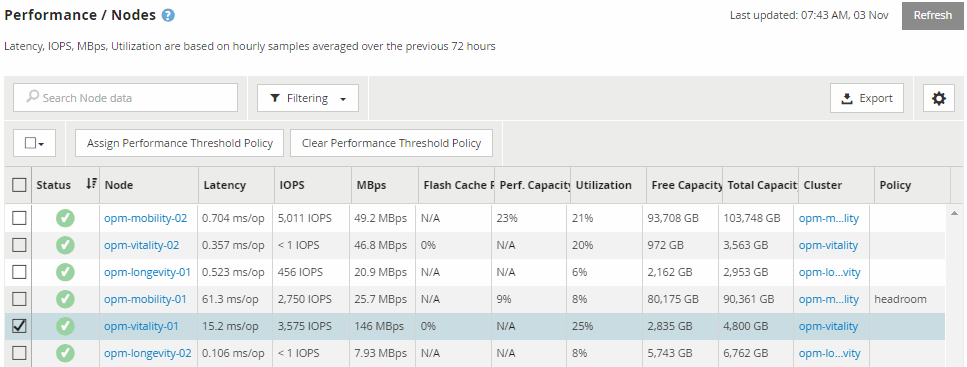 Performance / Nodes ?
Last updated: 07:43 AM, 03 Nov Refresh
Latency, IOPS, MBps, Utilization are based on hourly samples averaged over the previous 72 hours
Search Node data Filtering Export
Assign Performance Threshold Policy Clear Performance Threshold Policy
Status Node Latency IOPS MBps Flash Cache R Perf. Capacity Utilization Free Capacity Total Capacit Cluster Policy
opm-mobility-02 0.704 ms/op 5,011 IOPS 49.2 MBps N/A 23% 21% 93,708 GB 103,748 GB opm-m...lity
opm-vitality-02 0.357 ms/op < 1 IOPS 46.8 MBps 0% N/A 20% 972 GB 3,563 GB opm-vitality
opm-longevity-01 0.523 ms/op 456 IOPS 20.9 MBps N/A N/A 6% 2,162 GB 2,953 GB opm-lo...vity
opm-mobility-01 61.3 ms/op 2,750 IOPS 25.7 MBps N/A 9% 8% 80,175 GB 90,361 GB opm-m...lity headroom
opm-vitality-01 15.2 ms/op 3,575 IOPS 146 MBps 0% N/A 25% 2,835 GB 4,800 GB opm-vitality
opm-longevity-02 0.106 ms/op < 1 IOPS 7.93 MBps N/A N/A 8% 5,743 GB 6,762 GB opm-lo...vity